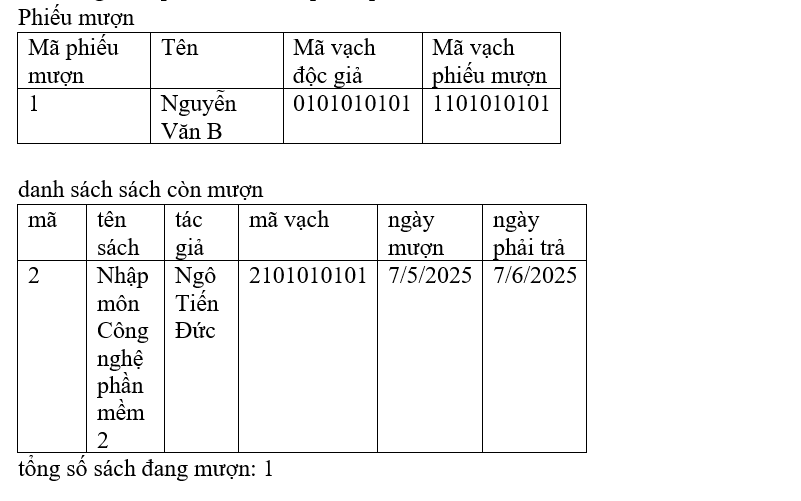 Phiếu mượn
Mã phiếu mượn Tên Mã vạch độc giả Mã vạch phiếu mượn
1 Nguyễn Văn B 0101010101 1101010101
danh sách sách còn mượn
mã tên sách tác giả mã vạch ngày mượn ngày phải trả
2 Nhập môn Công nghệ phần mềm 2 Ngô Tiến Đức 2101010101 7/5/2025 7/6/2025
tổng số sách đang mượn: 1